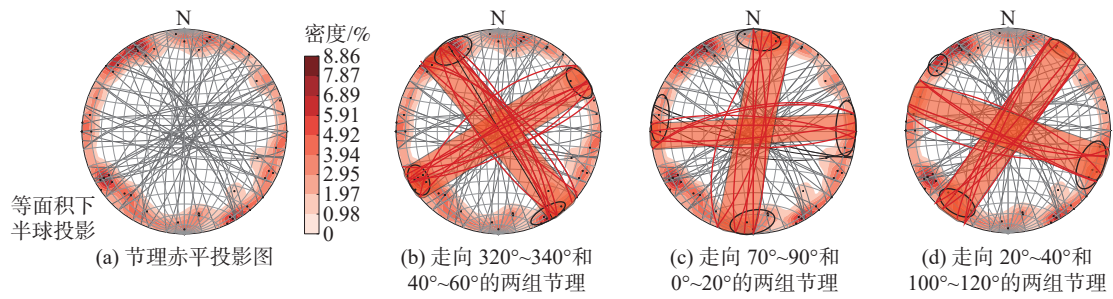 N
N
N
N
密度/%
8.86
7.87
6.89
5.91
4.92
3.94
2.95
1.97
0.98
0
等面积下
半球投影
(a) 节理赤平投影图
(b) 走向 320°~340°和
40°~60°的两组节理
(c) 走向 70°~90°和
0°~20°的两组节理
(d) 走向 20°~40°和
100°~120°的两组节理